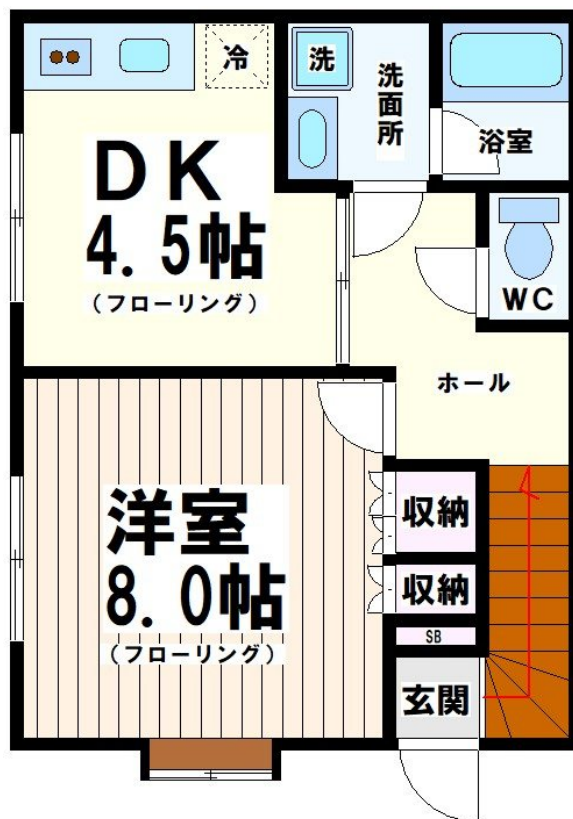 冷
洗
洗面所
浴室
DK
4.5帖
(フローリング)
WC
ホール
洋室
8.0帖
(フローリング)
収納
収納
SB
玄関